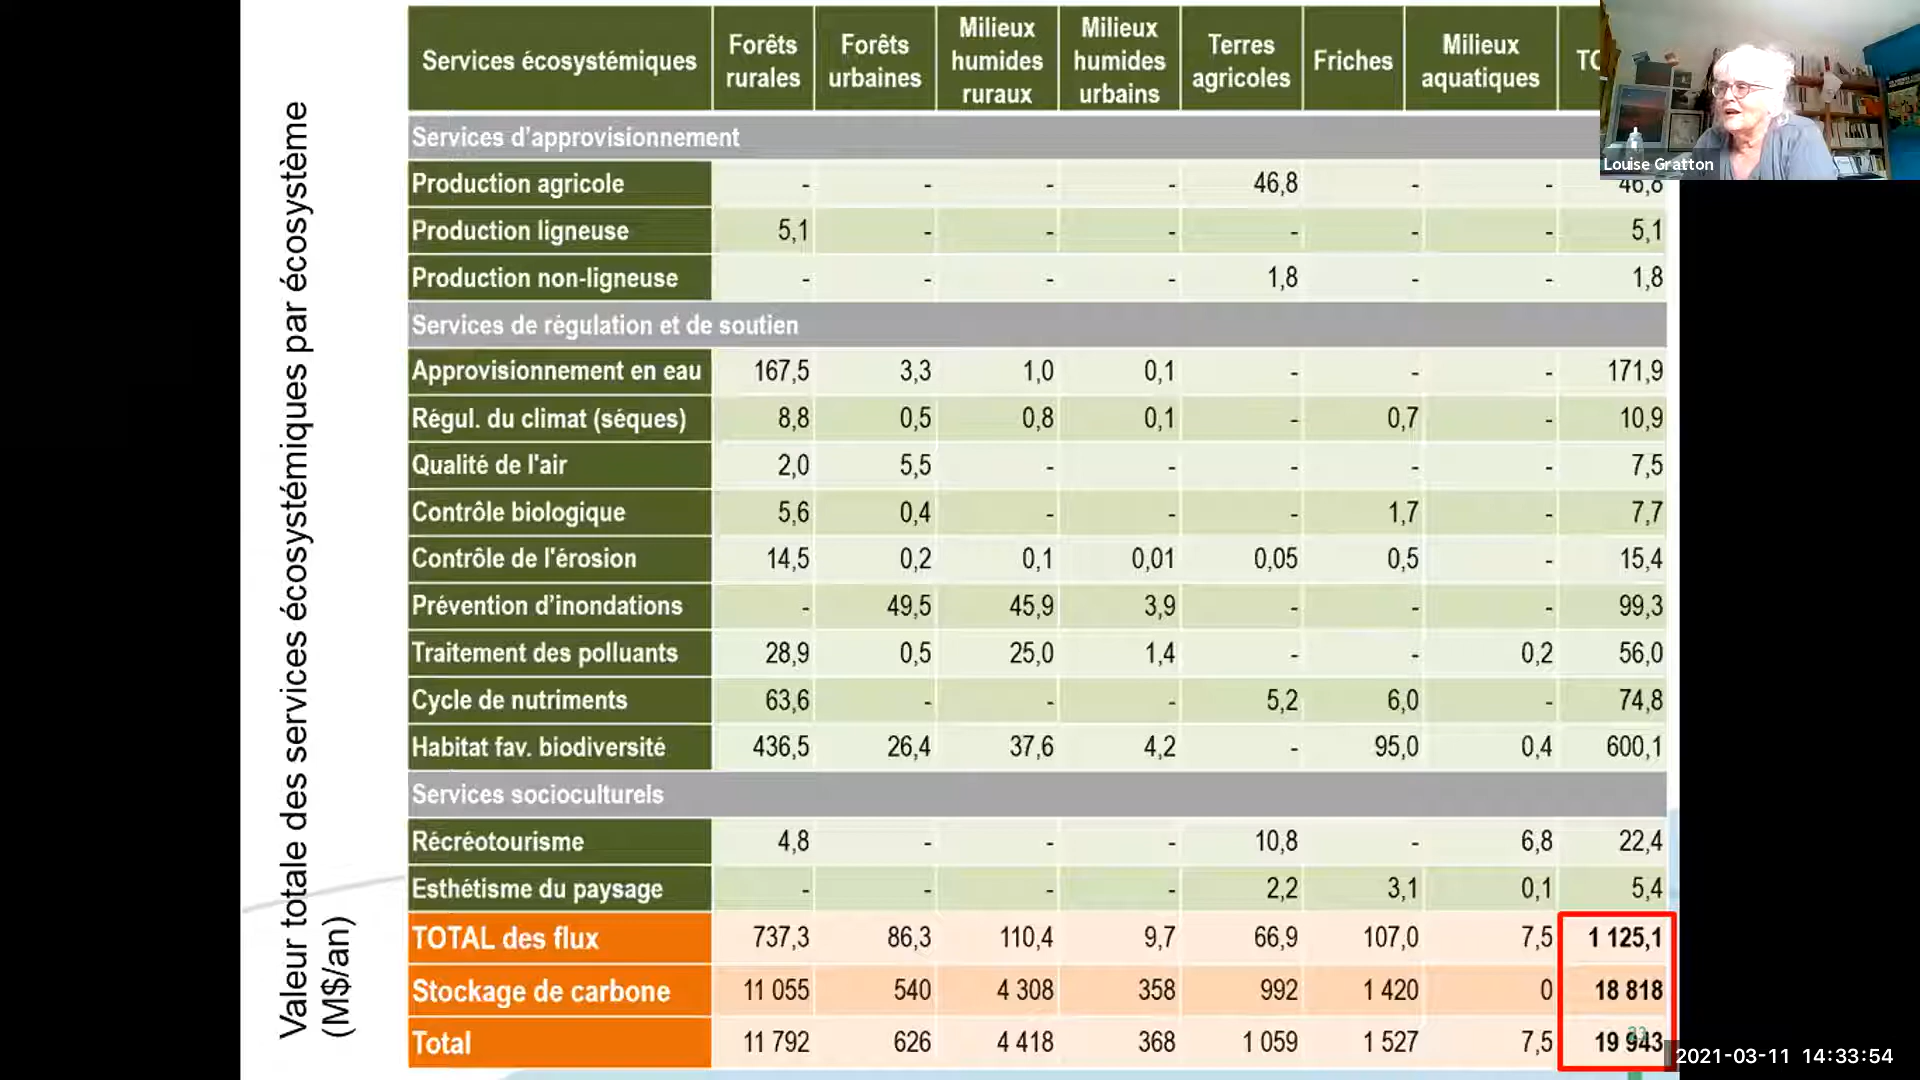 Valeur totale des services écosystémiques par écosystème
(M$/an)
Services écosystémiques Forêts rurales Forêts urbaines Milieux humides ruraux Milieux humides urbains Terres agricoles Friches Milieux aquatiques
Services d'approvisionnement
Production agricole - - - - 46,8 - - 46,8
Production ligneuse 5,1 - - - - - - 5,1
Production non-ligneuse - - - - 1,8 - - 1,8
Services de régulation et de soutien
Approvisionnement en eau 167,5 3,3 1,0 0,1 - - - 171,9
Régul. du climat (séques) 8,8 0,5 0,8 0,1 - 0,7 - 10,9
Qualité de l'air 2,0 5,5 - - - - - 7,5
Contrôle biologique 5,6 0,4 - - - 1,7 - 7,7
Contrôle de l'érosion 14,5 0,2 0,1 0,01 0,05 0,5 - 15,4
Prévention d'inondations - 49,5 45,9 3,9 - - - 99,3
Traitement des polluants 28,9 0,5 25,0 1,4 - - 0,2 56,0
Cycle de nutriments 63,6 - - - 5,2 6,0 - 74,8
Habitat fav. biodiversité 436,5 26,4 37,6 4,2 - 95,0 0,4 600,1
Services socioculturels
Récréotourisme 4,8 - - - 10,8 - 6,8 22,4
Esthétisme du paysage - - - - 2,2 3,1 0,1 5,4
TOTAL des flux 737,3 86,3 110,4 9,7 66,9 107,0 7,5 1 125,1
Stockage de carbone 11 055 540 4 308 358 992 1 420 0 18 818
Total 11 792 626 4 418 368 1 059 1 527 7,5 19 943
Louise Gratton
2021-03-11 14:33:54